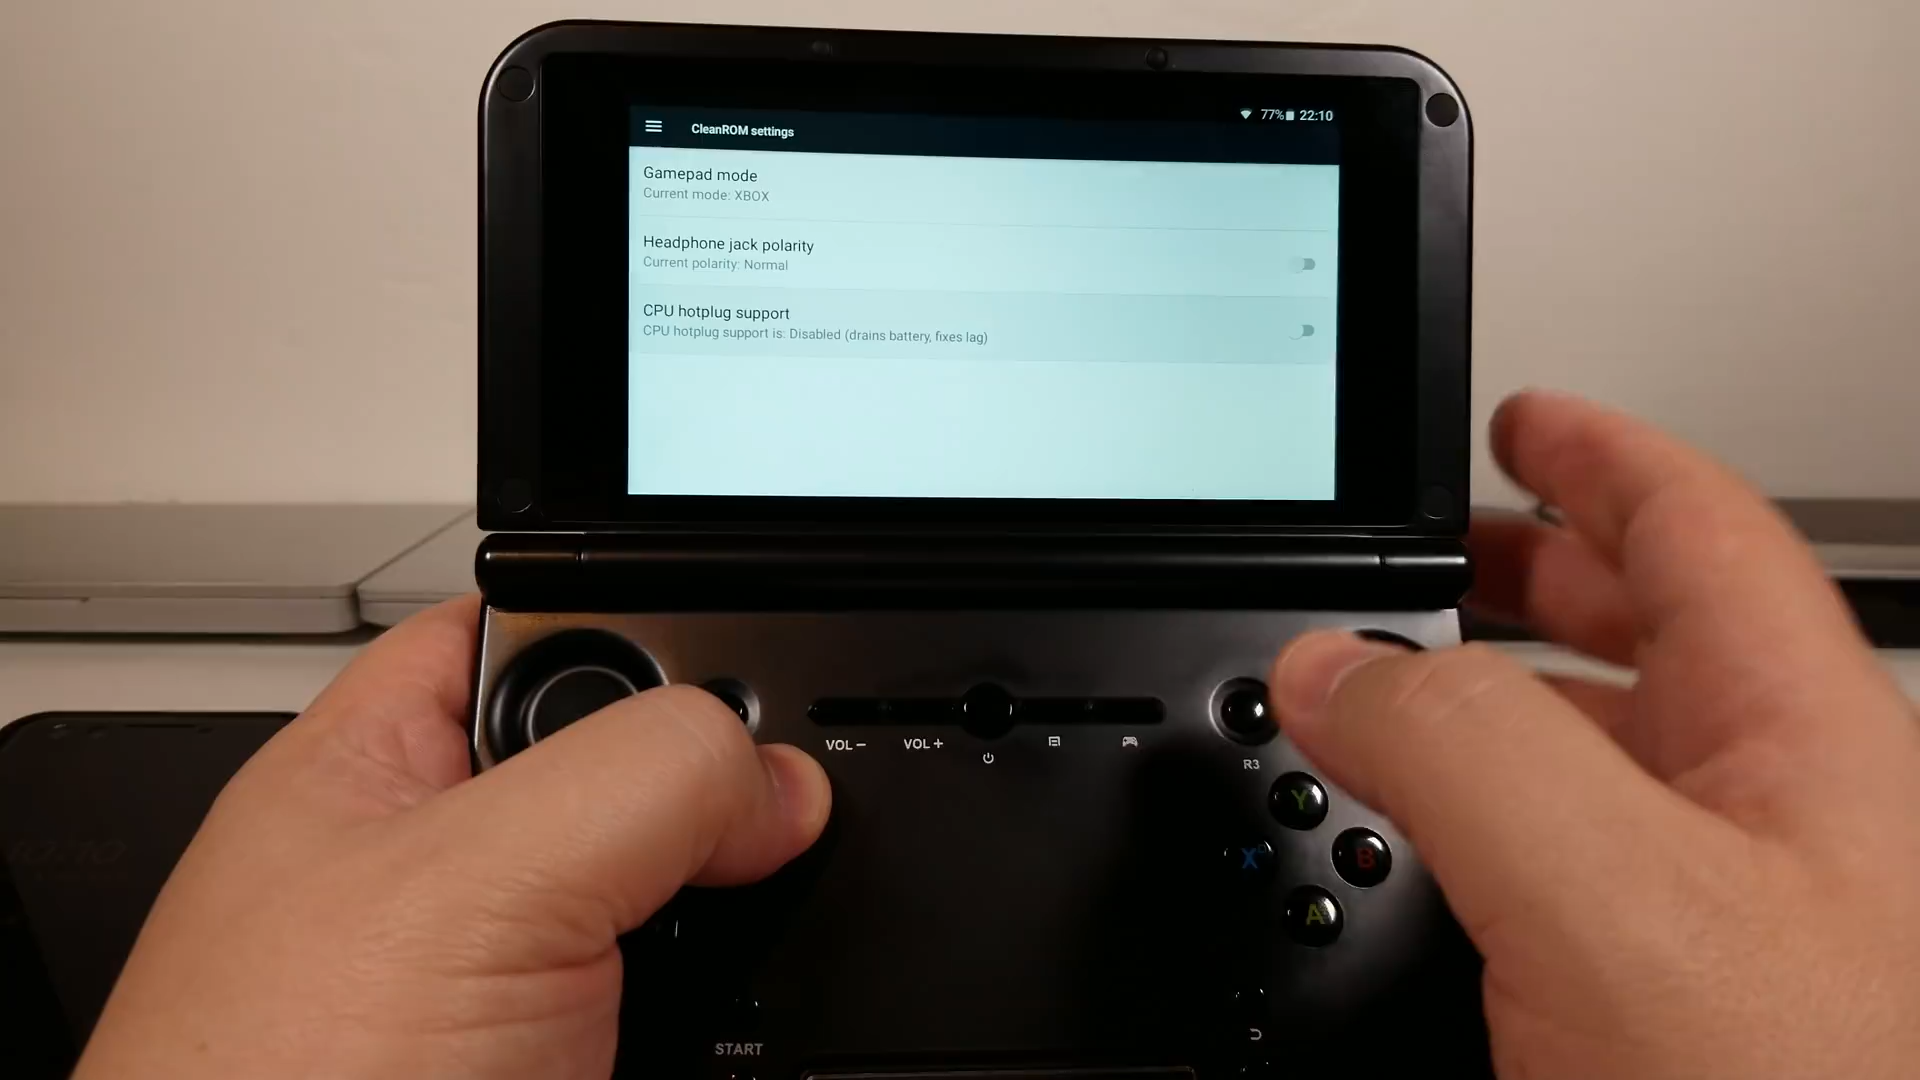 77% 22:10
CleanROM settings
Gamepad mode
Current mode: XBOX
Headphone jack polarity
Current polarity: Normal
CPU hotplug support
CPU hotplug support is: Disabled (drains battery, fixes lag)
VOL − VOL +
R3
Y
X B
A
START